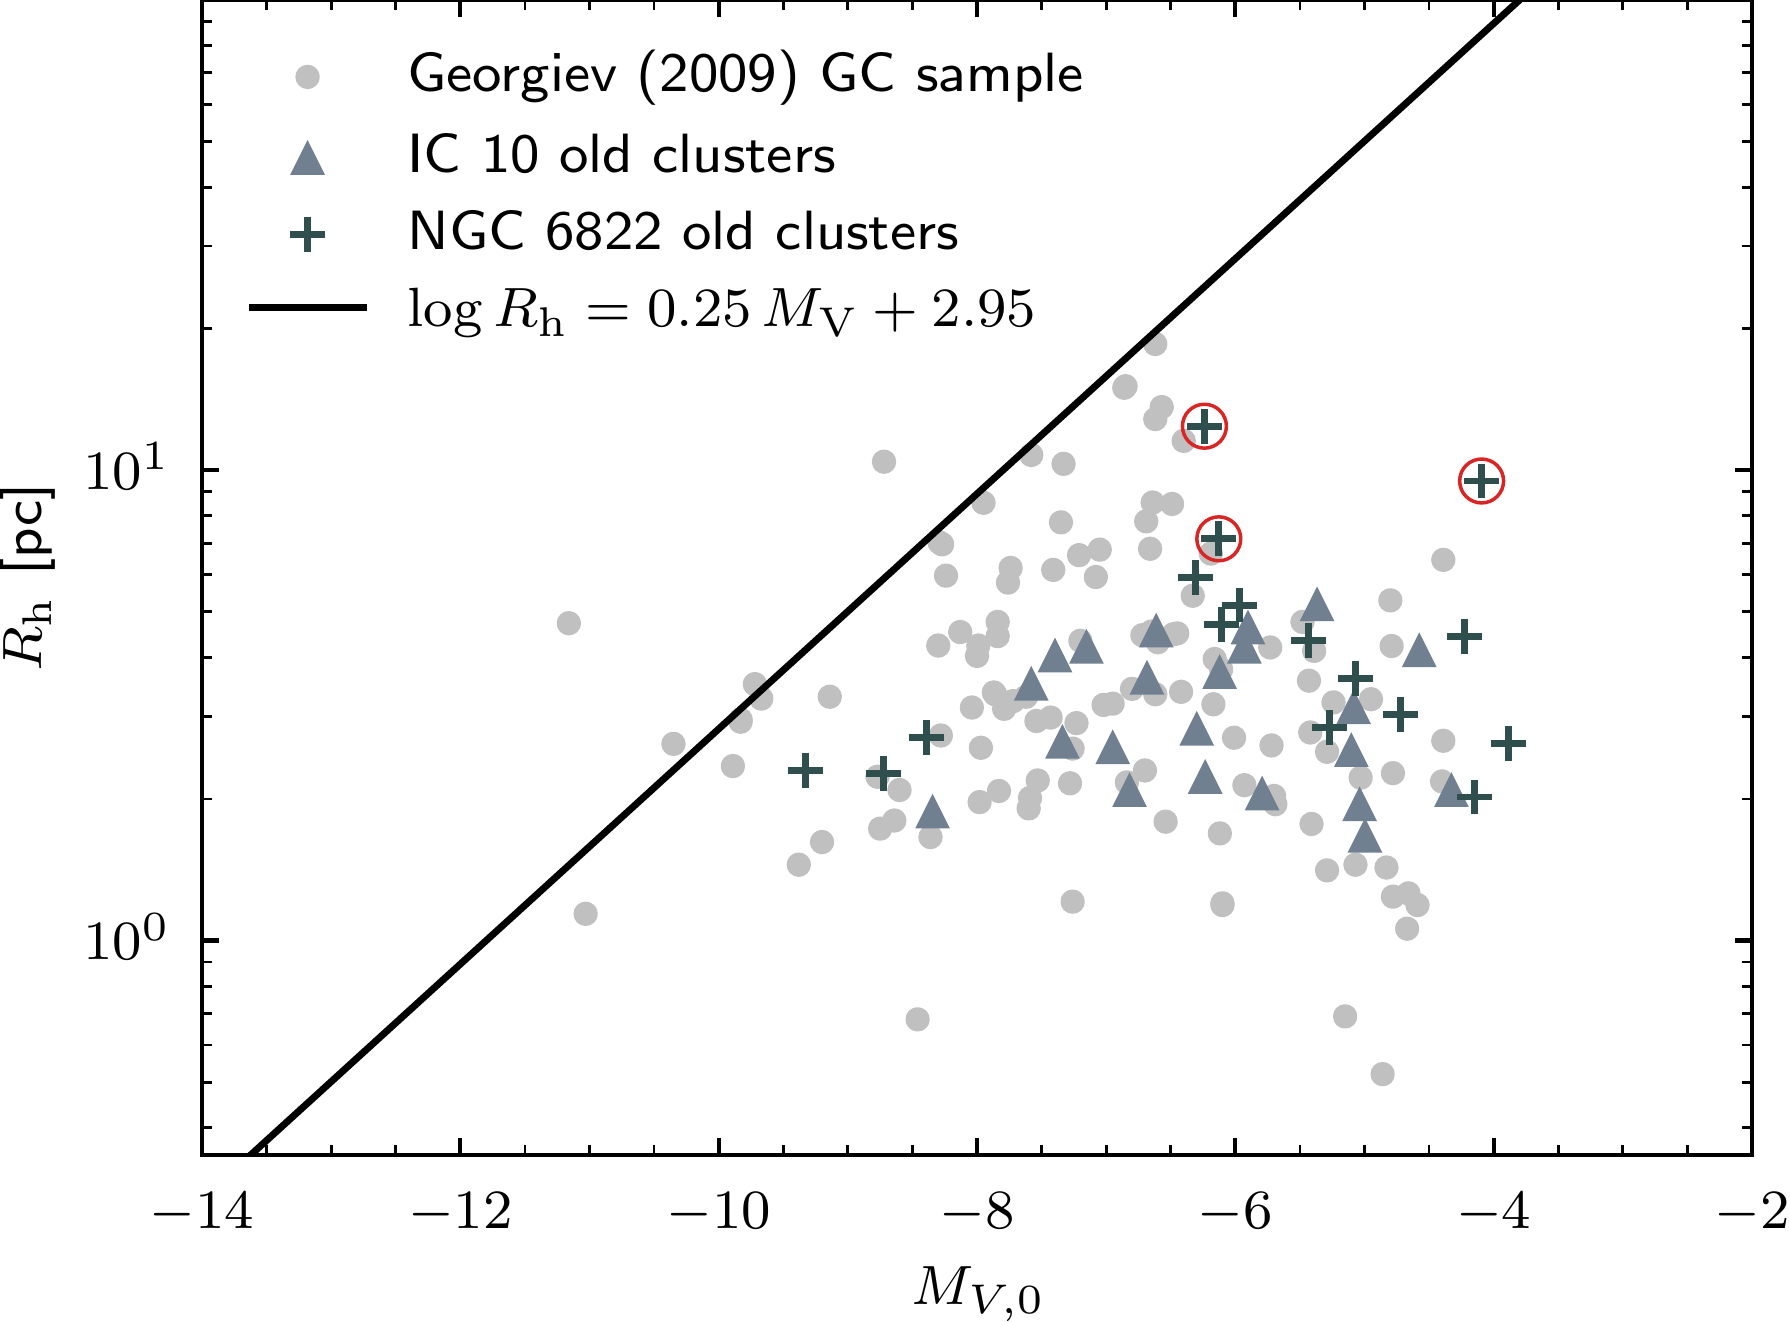 Georgiev (2009) GC sample
IC 10 old clusters
NGC 6822 old clusters
log R_h = 0.25 M_V + 2.95
R_h [pc]
10^1
10^0
−14 −12 −10 −8 −6 −4 −2
M_{V,0}